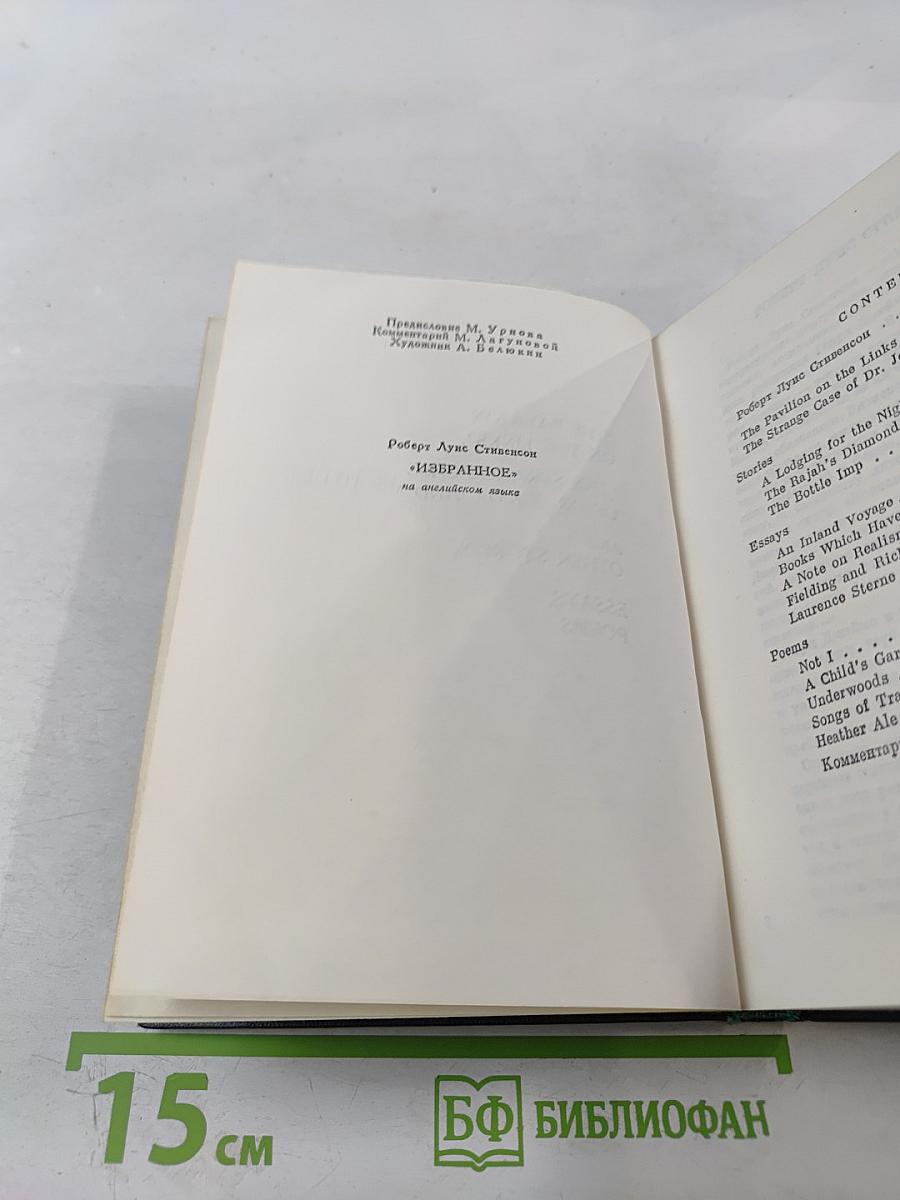 Предисловие М. Урнова
Комментарий М. Лагуновой
Художник А. Белюкин
Роберт Луис Стивенсон
«ИЗБРАННОЕ»
на английском языке
CONTE
Роберт Луис Стивенсон . .
The Pavilion on the Links
The Strange Case of Dr. Je
Stories
A Lodging for the Nigh
The Rajah's Diamond
The Bottle Imp . .
Essays
An Inland Voyage
Books Which Have
A Note on Realism
Fielding and Rich
Laurence Sterne
Poems
Not I . . . .
A Child's Gar
Underwoods
Songs of Tra
Heather Ale
Комментар
ESSAYS
POEMS
15 см
БФ БИБЛИОФАН